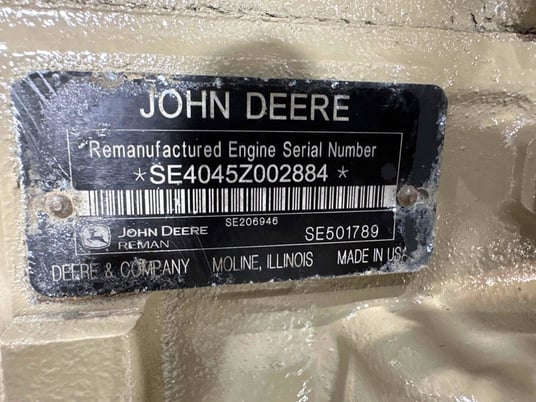 JOHN DEERE
Remanufactured Engine Serial Number
*SE4045Z002884*
SE206946
JOHN DEERE
REMAN
SE501789
DEERE & COMPANY MOLINE, ILLINOIS MADE IN USA